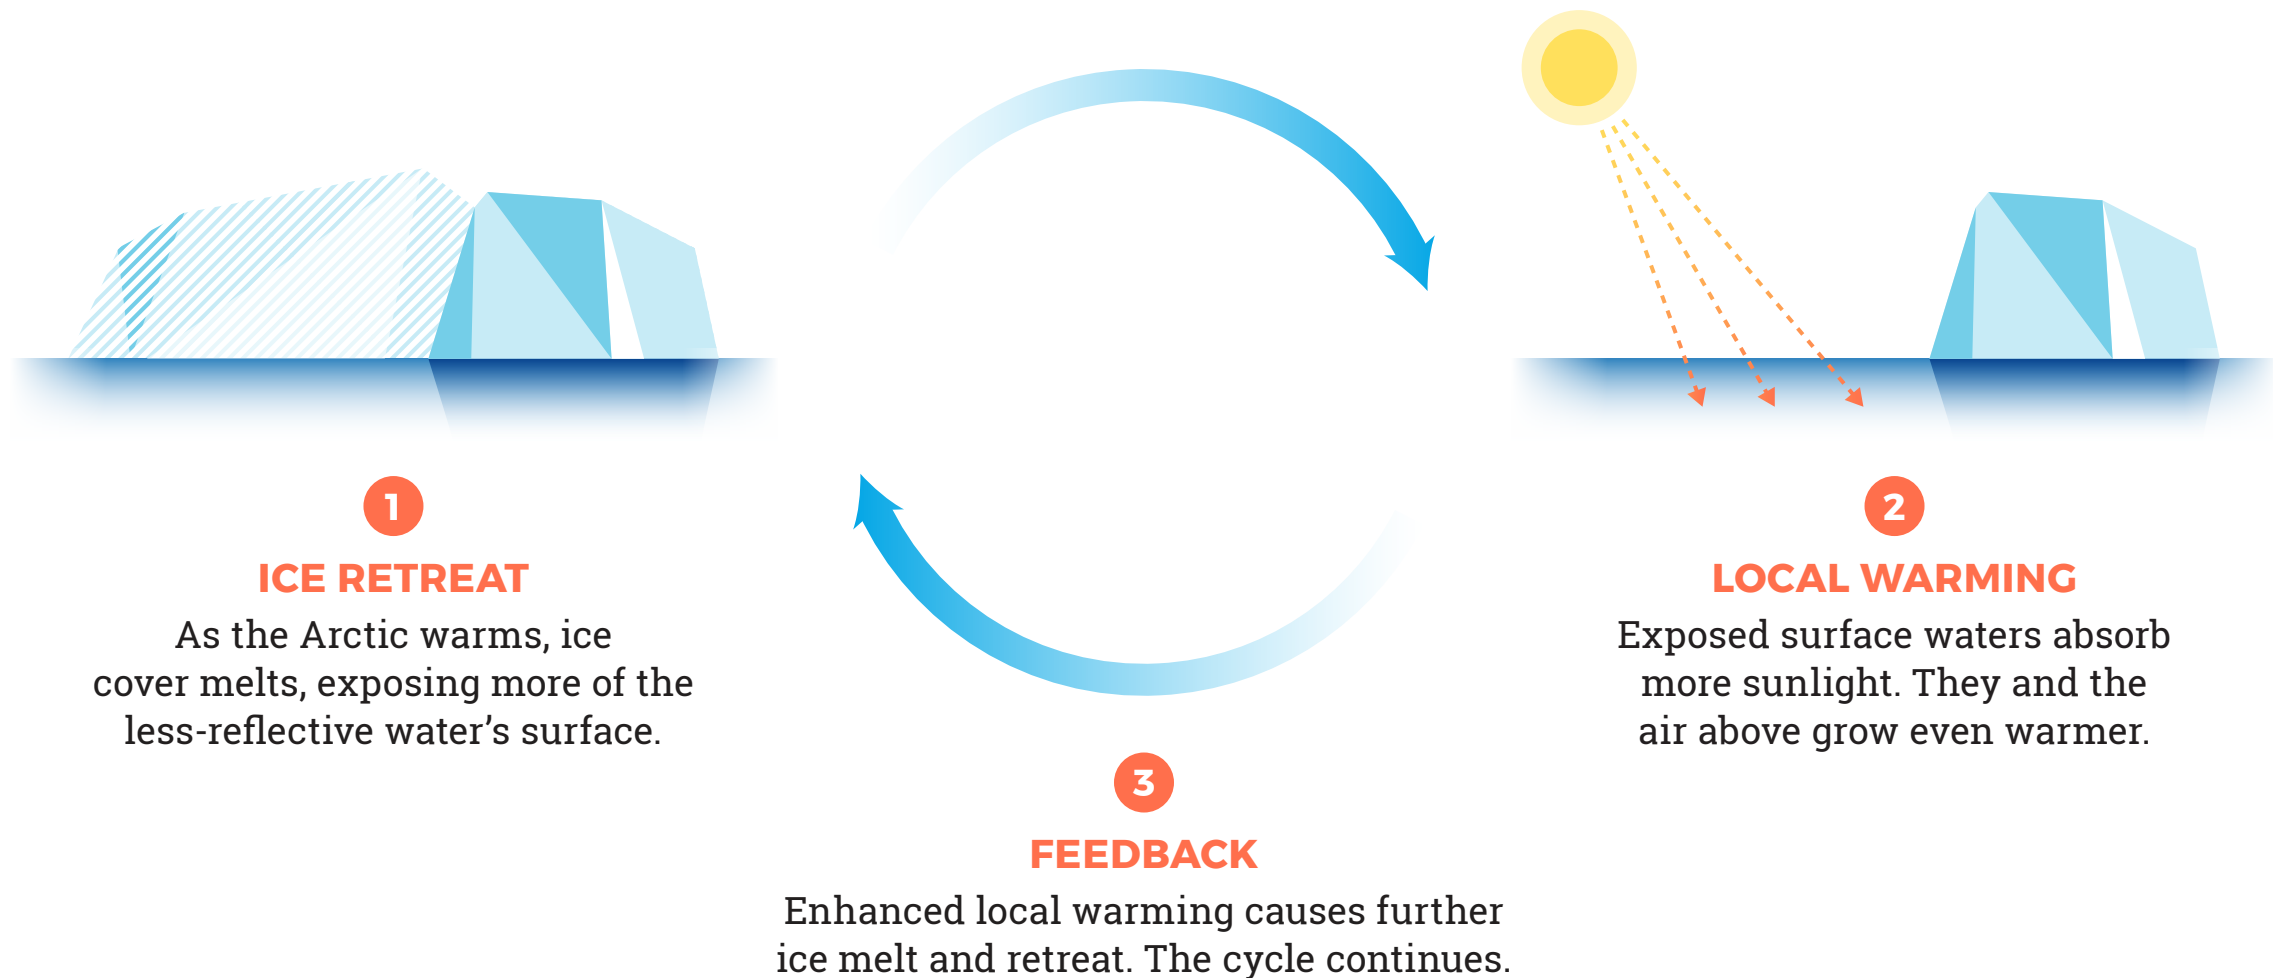 1
ICE RETREAT
As the Arctic warms, ice
cover melts, exposing more of the
less-reflective water’s surface.
2
LOCAL WARMING
Exposed surface waters absorb
more sunlight. They and the
air above grow even warmer.
3
FEEDBACK
Enhanced local warming causes further
ice melt and retreat. The cycle continues.